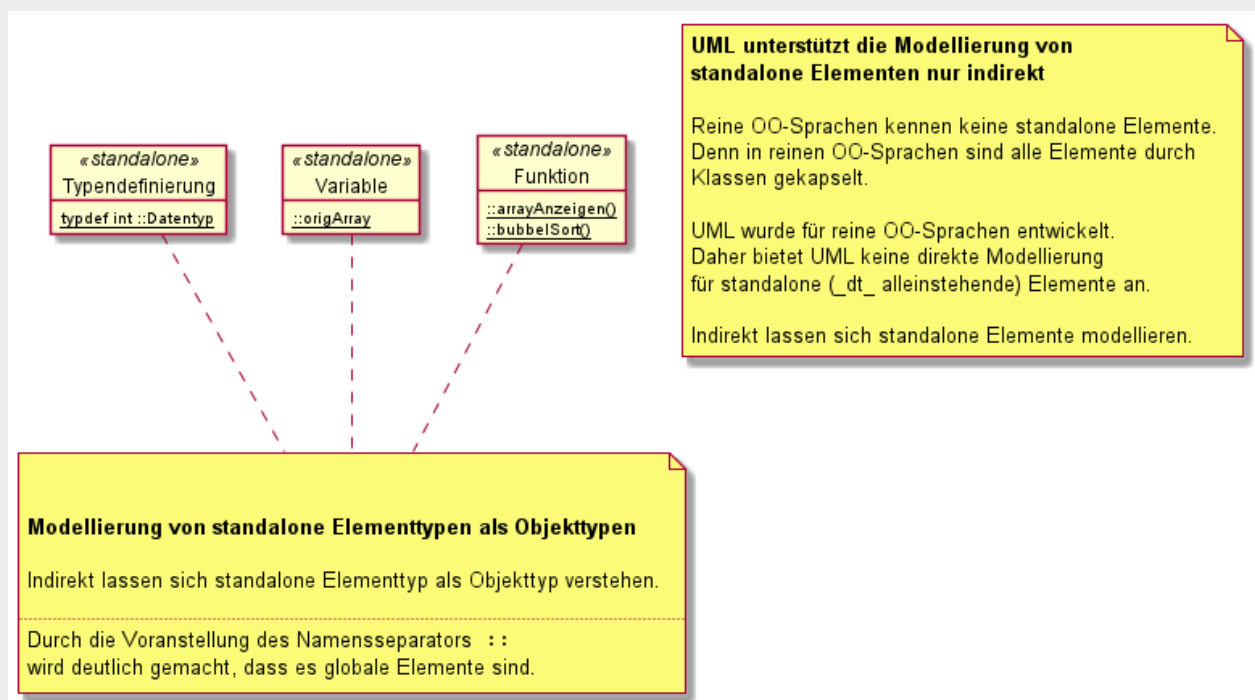 «standalone»
Typendefinierung
typdef int ::Datentyp
«standalone»
Variable
::origArray
«standalone»
Funktion
::arrayAnzeigen()
::bubbelSort()
UML unterstützt die Modellierung von
standalone Elementen nur indirekt
Reine OO-Sprachen kennen keine standalone Elemente.
Denn in reinen OO-Sprachen sind alle Elemente durch
Klassen gekapselt.
UML wurde für reine OO-Sprachen entwickelt.
Daher bietet UML keine direkte Modellierung
für standalone (_dt_ alleinstehende) Elemente an.
Indirekt lassen sich standalone Elemente modellieren.
Modellierung von standalone Elementtypen als Objekttypen
Indirekt lassen sich standalone Elementtyp als Objekttyp verstehen.
Durch die Voranstellung des Namensseparators ::
wird deutlich gemacht, dass es globale Elemente sind.